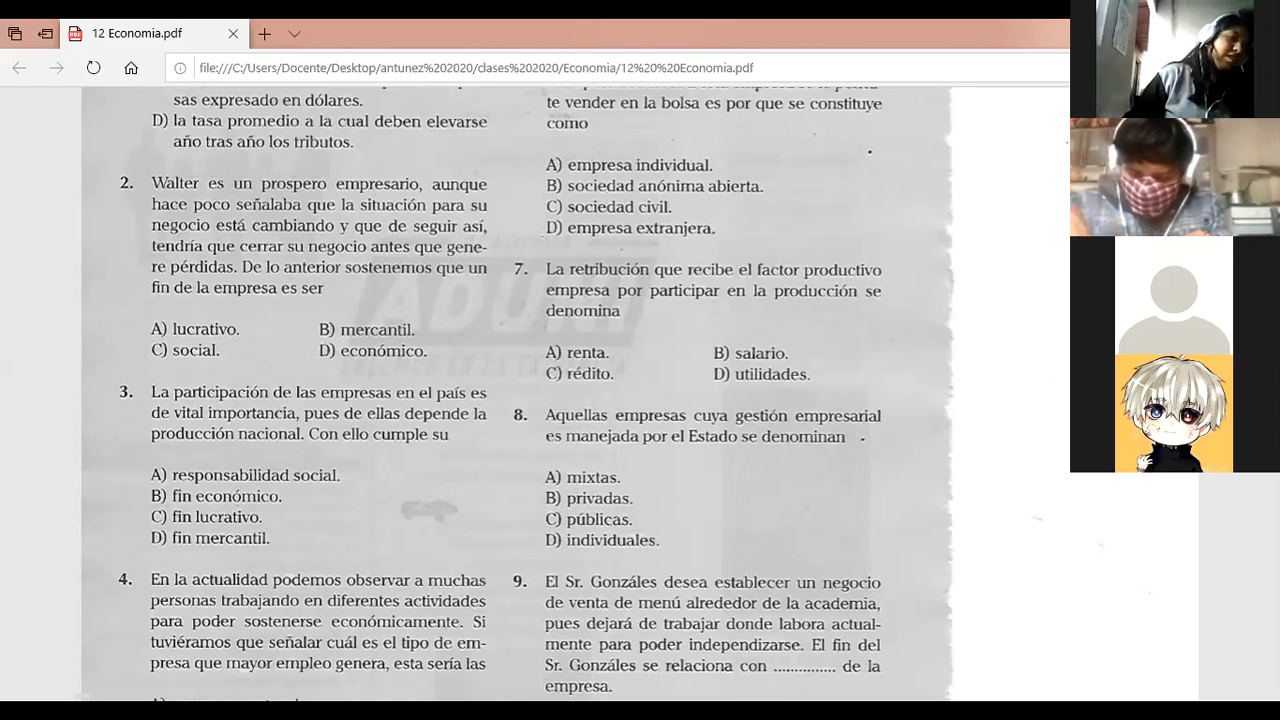 12 Economia.pdf
file:///C:/Users/Docente/Desktop/antunez%202020/clases%202020/Economia/12%20%20Economia.pdf
sas expresado en dólares.
D) la tasa promedio a la cual deben elevarse
año tras año los tributos.
2. Walter es un prospero empresario, aunque
hace poco señalaba que la situación para su
negocio está cambiando y que de seguir así,
tendría que cerrar su negocio antes que gene-
re pérdidas. De lo anterior sostenemos que un
fin de la empresa es ser
A) lucrativo. B) mercantil.
C) social. D) económico.
3. La participación de las empresas en el país es
de vital importancia, pues de ellas depende la
producción nacional. Con ello cumple su
A) responsabilidad social.
B) fin económico.
C) fin lucrativo.
D) fin mercantil.
4. En la actualidad podemos observar a muchas
personas trabajando en diferentes actividades
para poder sostenerse económicamente. Si
tuviéramos que señalar cuál es el tipo de em-
presa que mayor empleo genera, esta sería las
te vender en la bolsa es por que se constituye
como
A) empresa individual.
B) sociedad anónima abierta.
C) sociedad civil.
D) empresa extranjera.
7. La retribución que recibe el factor productivo
empresa por participar en la producción se
denomina
A) renta. B) salario.
C) rédito. D) utilidades.
8. Aquellas empresas cuya gestión empresarial
es manejada por el Estado se denominan
A) mixtas.
B) privadas.
C) públicas.
D) individuales.
9. El Sr. Gonzáles desea establecer un negocio
de venta de menú alrededor de la academia,
pues dejará de trabajar donde labora actual-
mente para poder independizarse. El fin del
Sr. Gonzáles se relaciona con ............... de la
empresa.
ADUNI